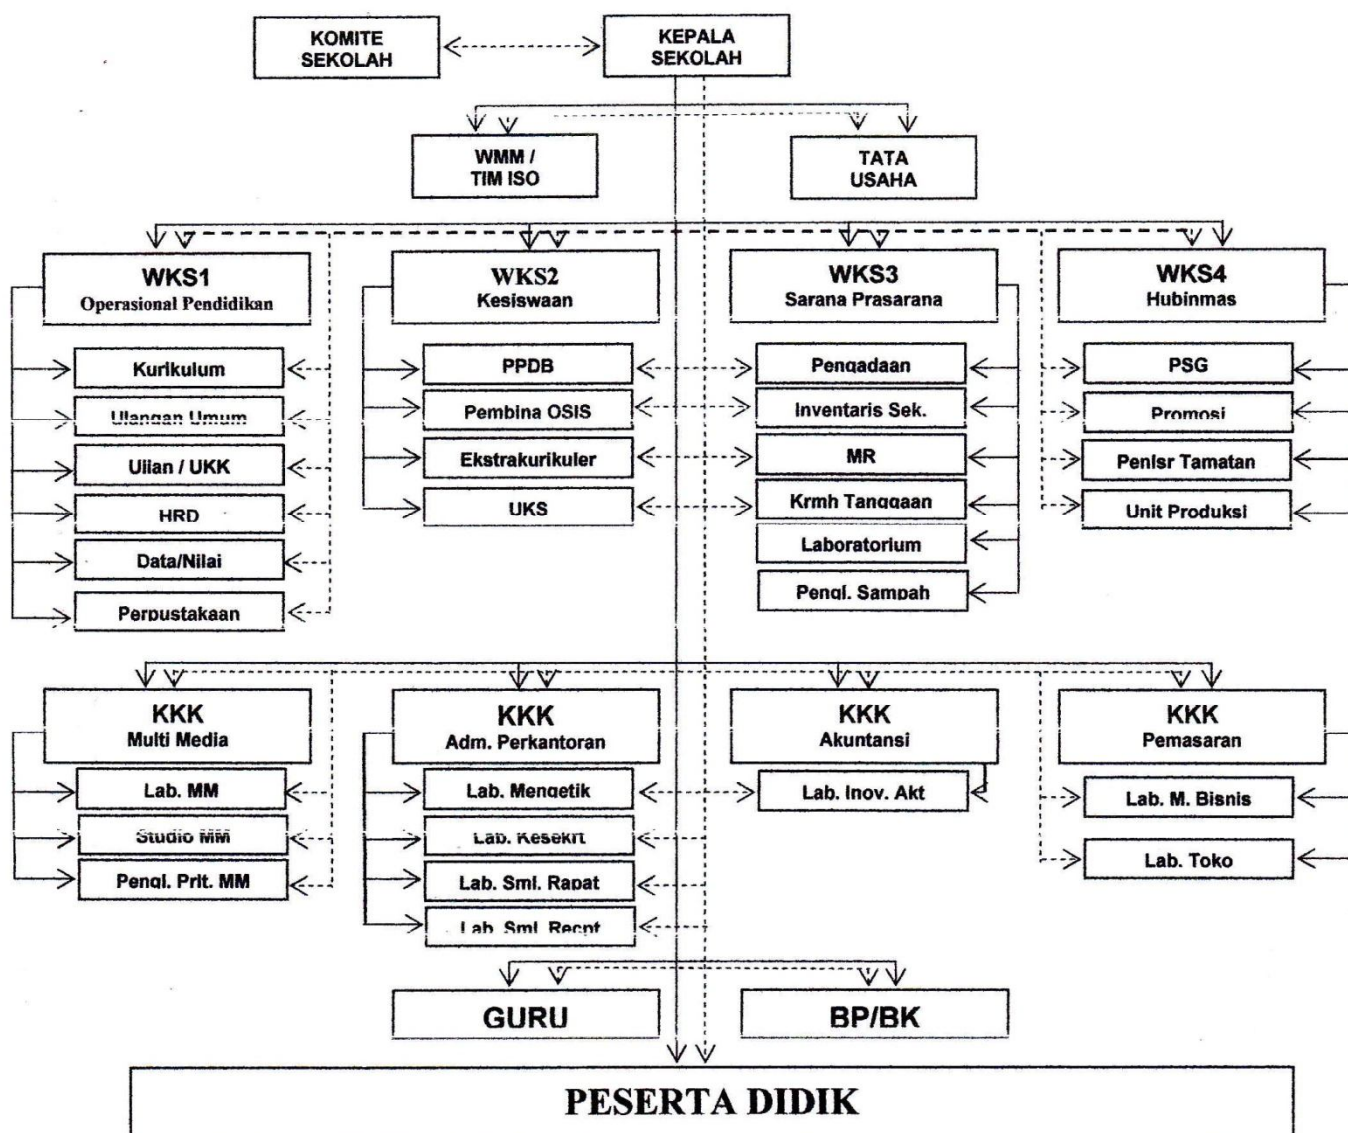 KOMITE
SEKOLAH
KEPALA
SEKOLAH
WMM /
TIM ISO
TATA
USAHA
WKS1
Operasional Pendidikan
WKS2
Kesiswaan
WKS3
Sarana Prasarana
WKS4
Hubinmas
Kurikulum
Ulangan Umum
Ujian / UKK
HRD
Data/Nilai
Perpustakaan
PPDB
Pembina OSIS
Ekstrakurikuler
UKS
Pengadaan
Inventaris Sek.
MR
Krmh Tanggaan
Laboratorium
Pengl. Sampah
PSG
Promosi
Penlsr Tamatan
Unit Produksi
KKK
Multi Media
KKK
Adm. Perkantoran
KKK
Akuntansi
KKK
Pemasaran
Lab. MM
Studio MM
Pengl. Prlt. MM
Lab. Mengetik
Lab. Kesekrt
Lab. Sml. Rapat
Lab. Sml. Recpt
Lab. Inov. Akt
Lab. M. Bisnis
Lab. Toko
GURU
BP/BK
PESERTA DIDIK